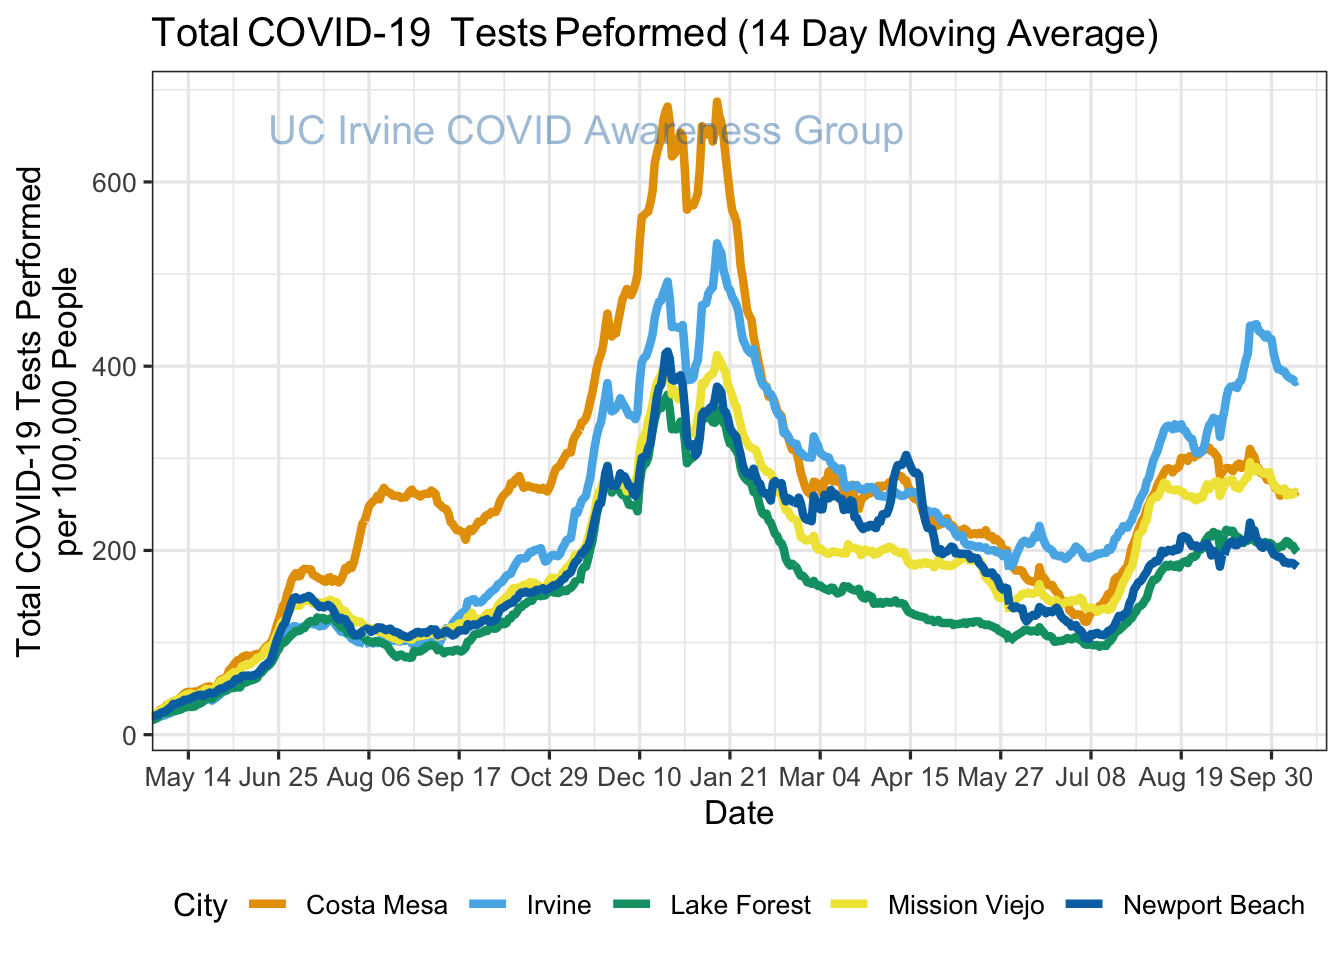 Total COVID-19 Tests Peformed (14 Day Moving Average)
UC Irvine COVID Awareness Group
Total COVID-19 Tests Performed
per 100,000 People
600
400
200
0
May 14 Jun 25 Aug 06 Sep 17 Oct 29 Dec 10 Jan 21 Mar 04 Apr 15 May 27 Jul 08 Aug 19 Sep 30
Date
City Costa Mesa Irvine Lake Forest Mission Viejo Newport Beach